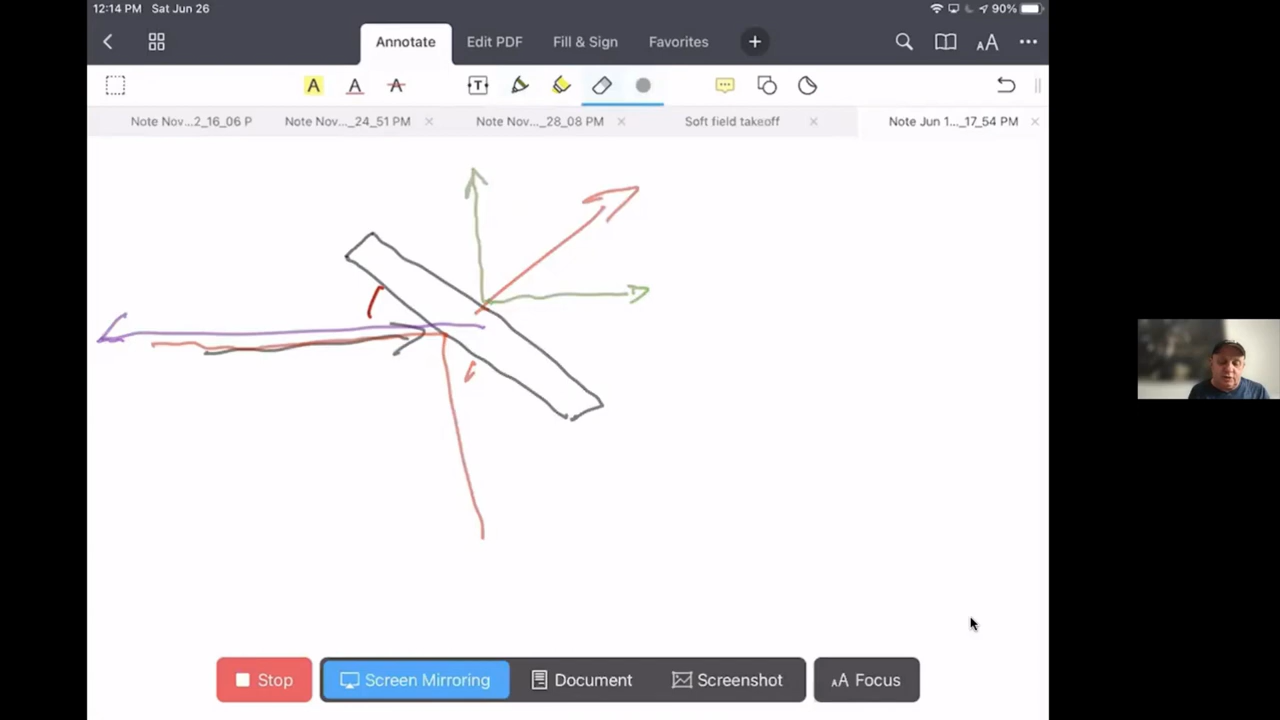 12:14 PM Sat Jun 26 90%
Annotate Edit PDF Fill & Sign Favorites +
Note Nov...2_16_06 P Note Nov..._24_51 PM Note Nov..._28_08 PM Soft field takeoff Note Jun 1..._17_54 PM
Stop Screen Mirroring Document Screenshot AA Focus